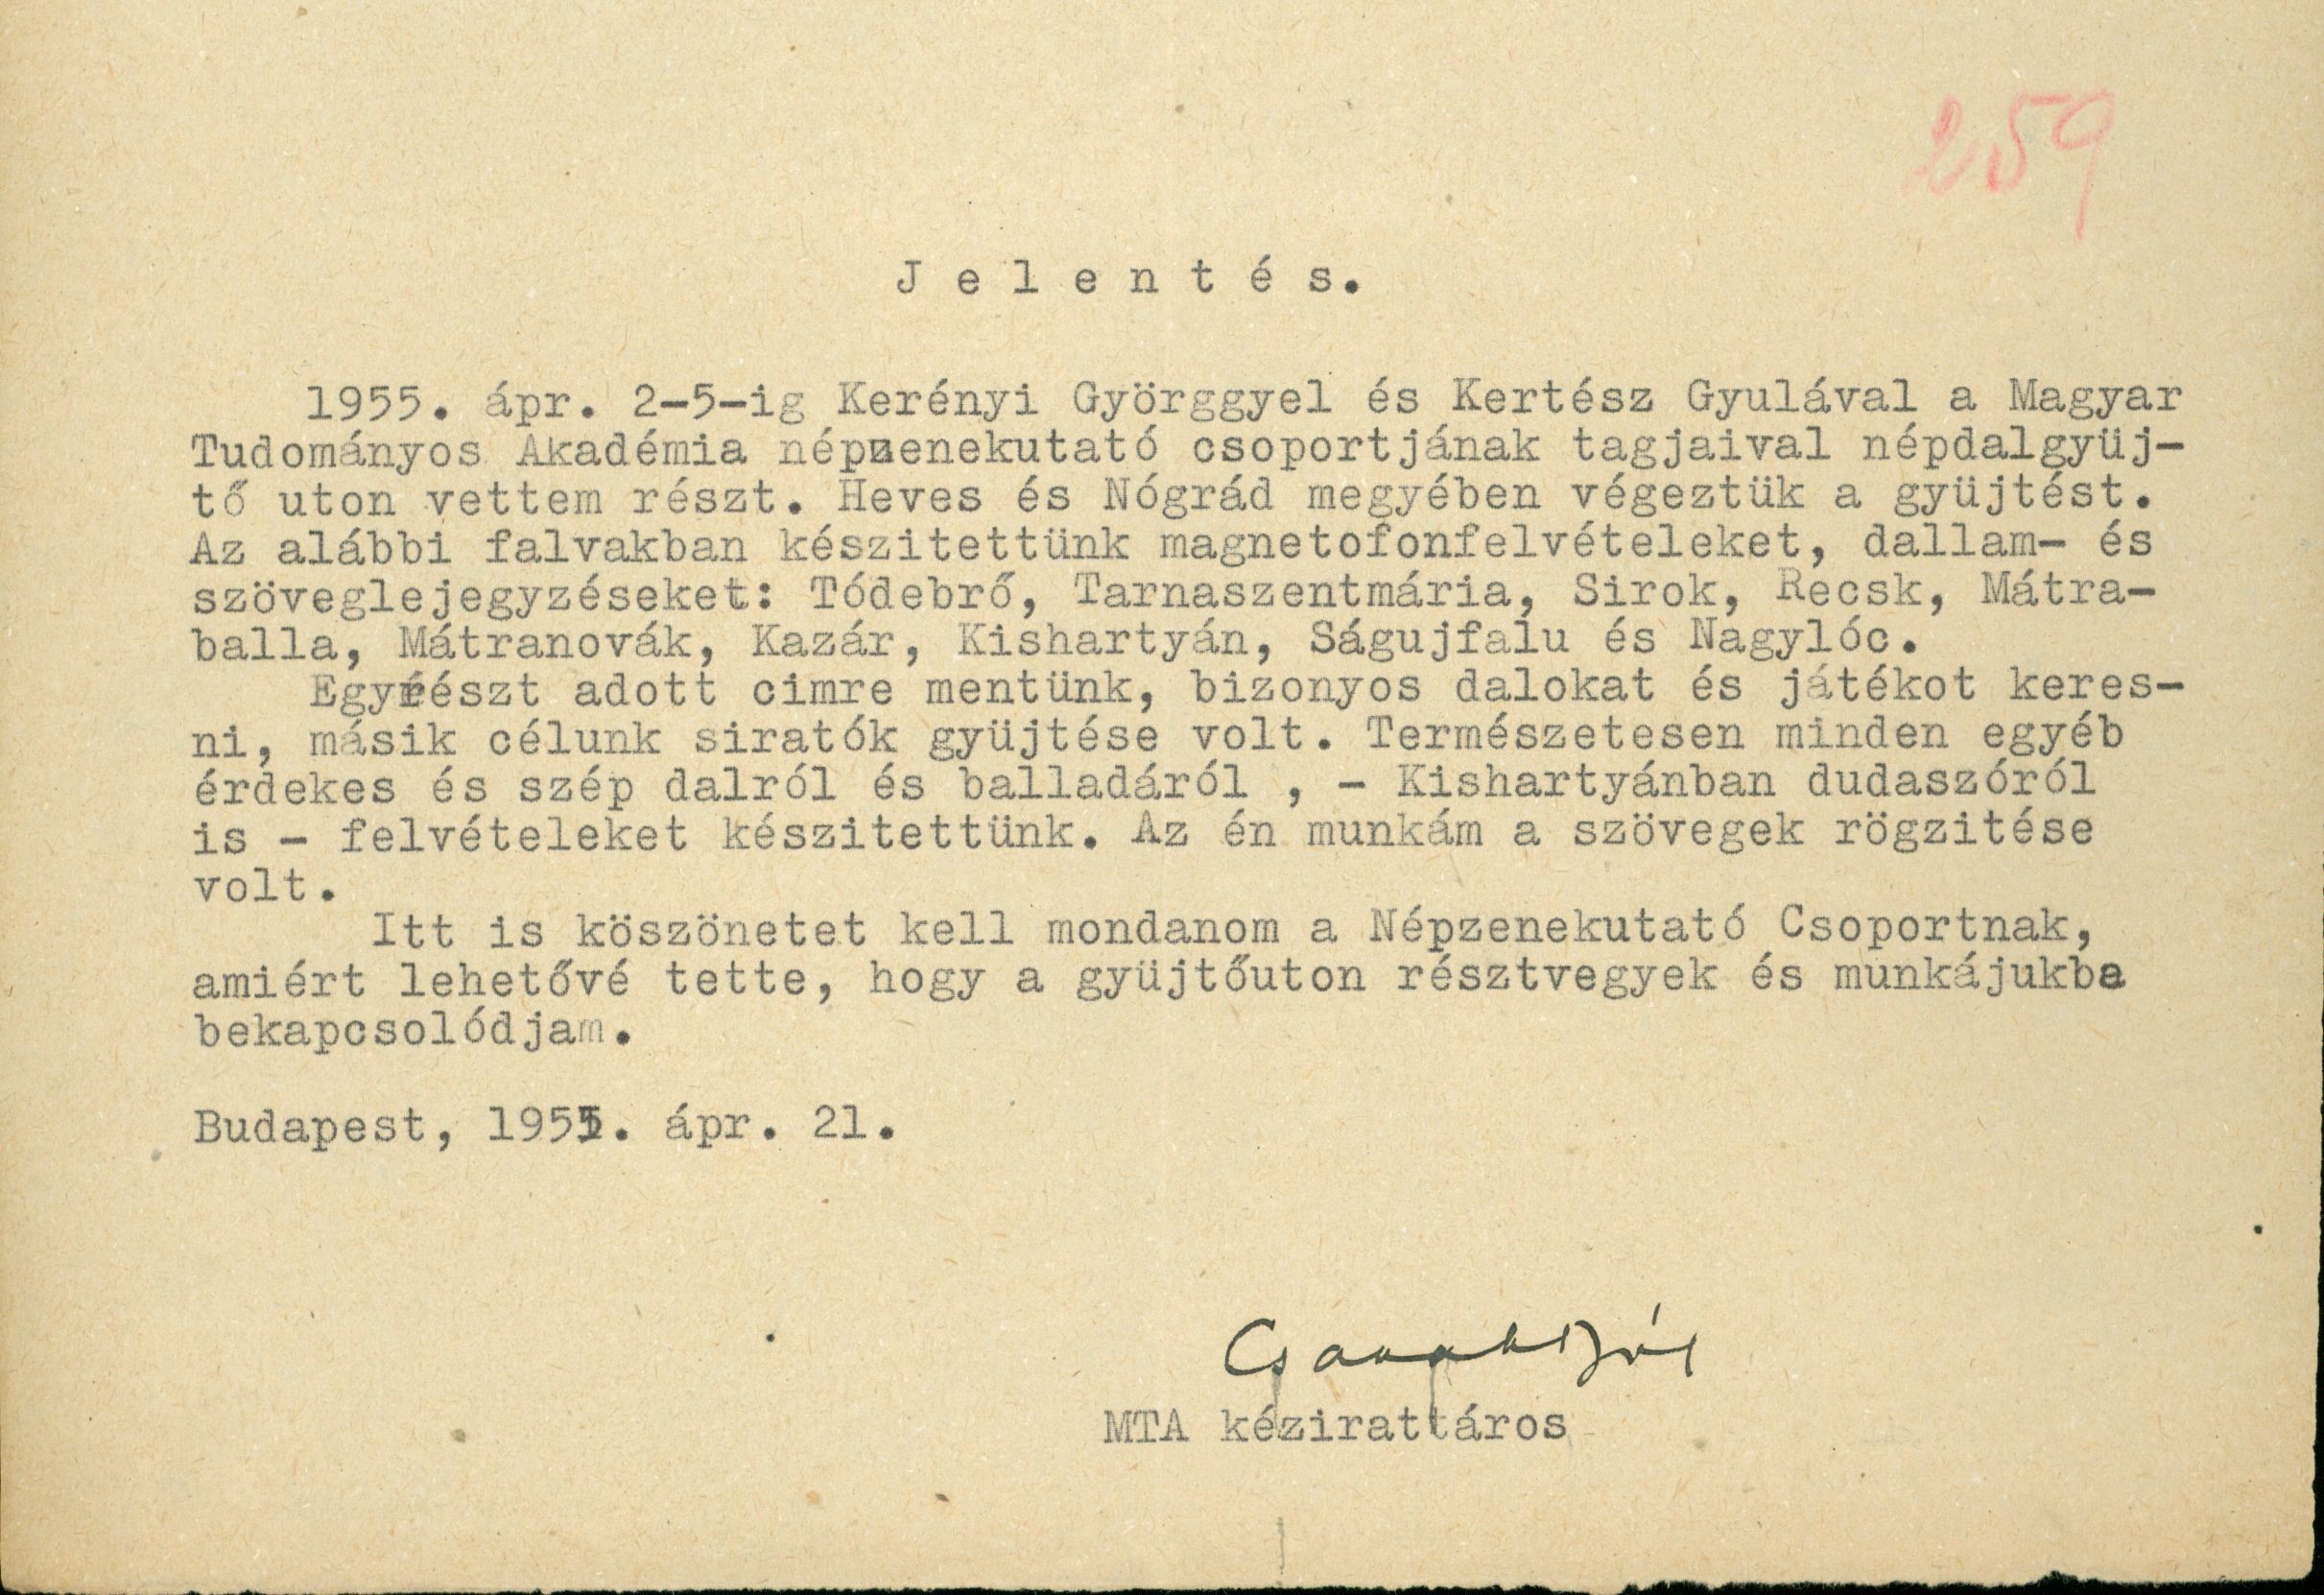 259
J e l e n t é s.
1955. ápr. 2-5-ig Kerényi Györggyel és Kertész Gyulával a Magyar
Tudományos Akadémia népzenekutató csoportjának tagjaival népdalgyüj-
tő uton vettem részt. Heves és Nógrád megyében végeztük a gyüjtést.
Az alábbi falvakban készitettünk magnetofonfelvételeket, dallam- és
szöveglejegyzéseket: Tódebrő, Tarnaszentmária, Sirok, Recsk, Mátra-
balla, Mátranovák, Kazár, Kishartyán, Ságujfalu és Nagylóc.
Egyrészt adott cimre mentünk, bizonyos dalokat és játékot keres-
ni, másik célunk siratók gyüjtése volt. Természetesen minden egyéb
érdekes és szép dalról és balladáról , - Kishartyánban dudaszóról
is - felvételeket készitettünk. Az én munkám a szövegek rögzitése
volt.
Itt is köszönetet kell mondanom a Népzenekutató Csoportnak,
amiért lehetővé tette, hogy a gyüjtőuton résztvegyek és munkájukba
bekapcsolódjam.
Budapest, 1955. ápr. 21.
MTA kézirattáros